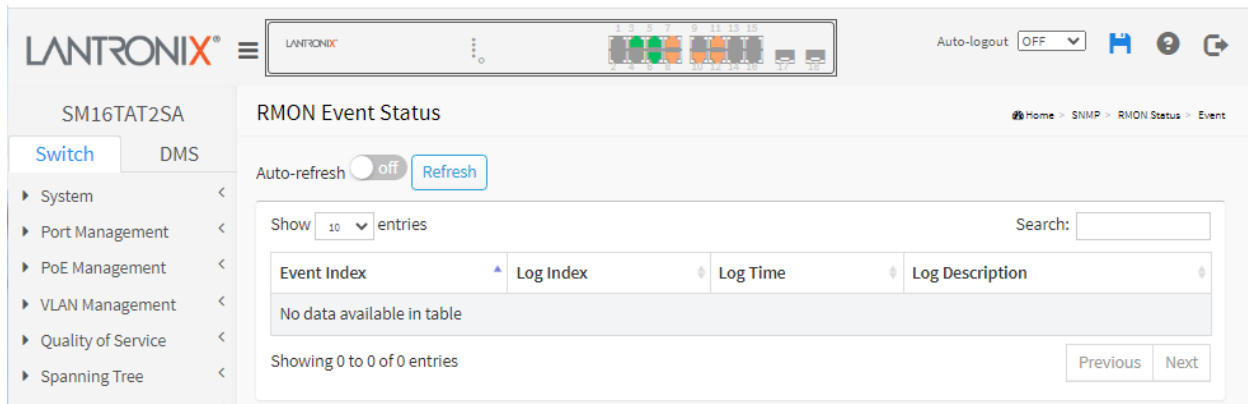 LANTRONIX®
LANTRONIX
1 3 5 7 9 11 13 15
2 4 6 8 10 12 14 16 17 18
Auto-logout OFF
SM16TAT2SA
Switch DMS
System
Port Management
PoE Management
VLAN Management
Quality of Service
Spanning Tree
RMON Event Status
Home > SNMP > RMON Status > Event
Auto-refresh off Refresh
Show 10 entries
Search:
Event Index Log Index Log Time Log Description
No data available in table
Showing 0 to 0 of 0 entries
Previous Next